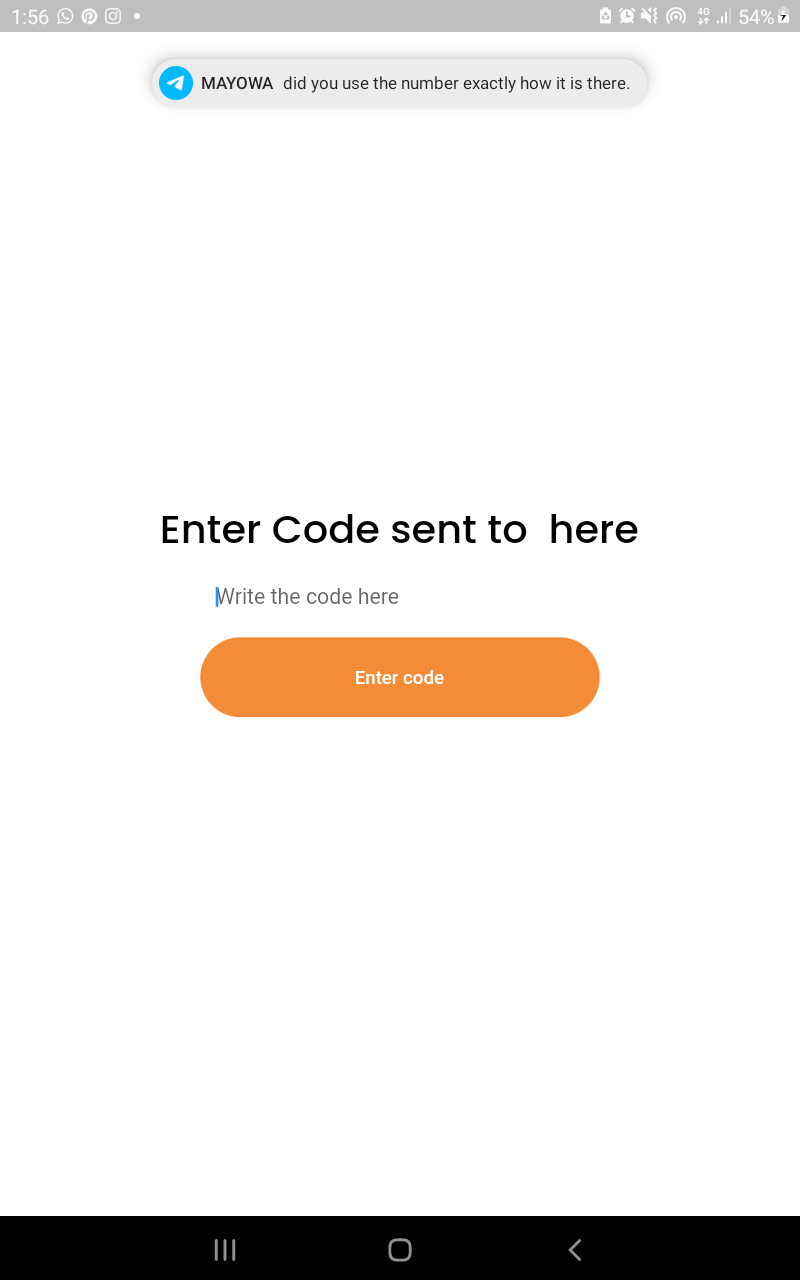 1:56 4G 54%
MAYOWA did you use the number exactly how it is there.
Enter Code sent to  here
Write the code here
Enter code